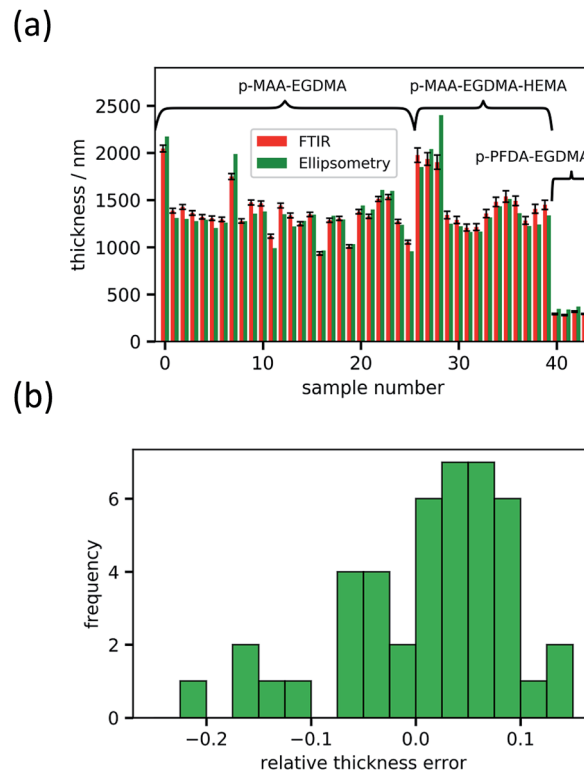 (a)
p-MAA-EGDMA
p-MAA-EGDMA-HEMA
2500
FTIR
Ellipsometry
p-PFDA-EGDMA
2000
1500
1000
500
0
thickness / nm
0 10 20 30 40
sample number
(b)
6
4
2
0
frequency
−0.2 −0.1 0.0 0.1
relative thickness error